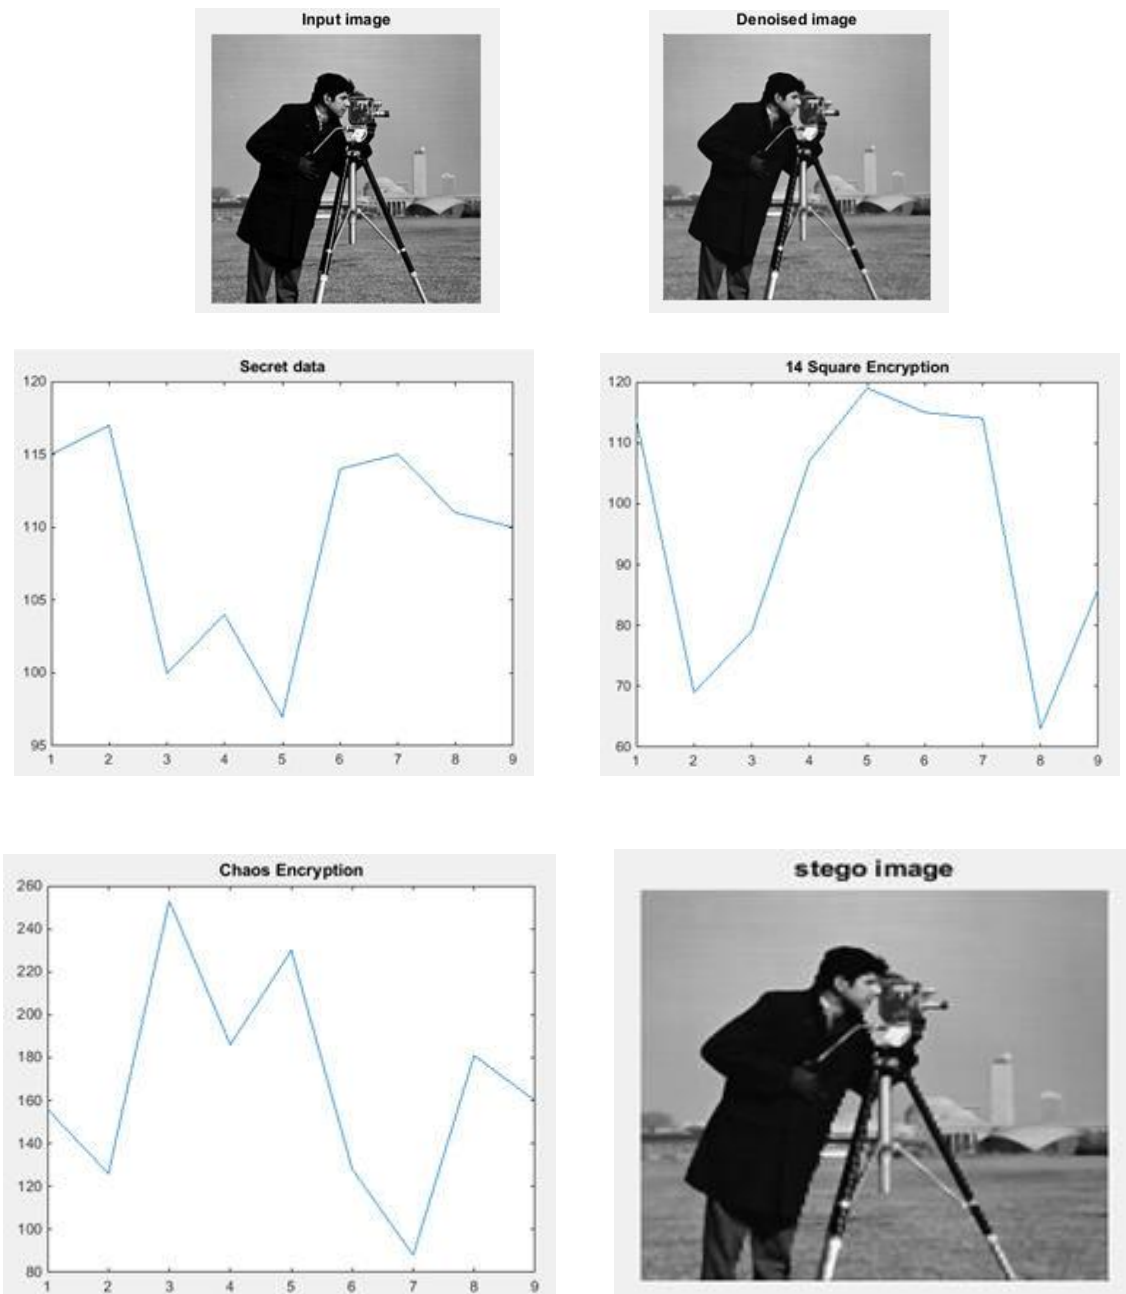 Input image
Denoised image
Secret data
120
115
110
105
100
95
1 2 3 4 5 6 7 8 9
14 Square Encryption
120
110
100
90
80
70
60
1 2 3 4 5 6 7 8 9
Chaos Encryption
260
240
220
200
180
160
140
120
100
80
1 2 3 4 5 6 7 8 9
stego image